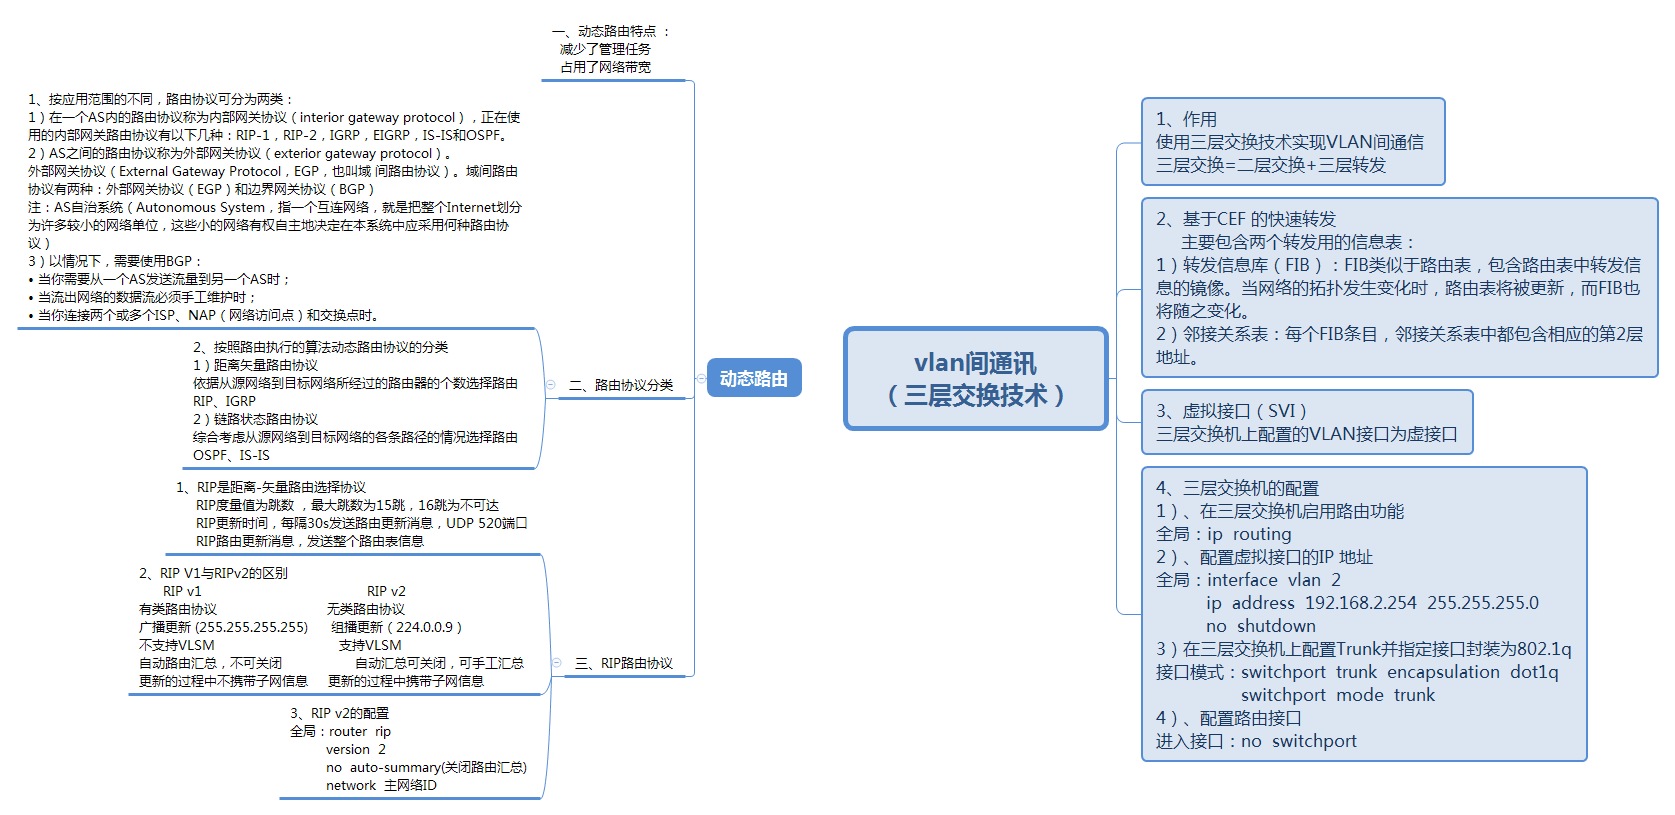 一、动态路由特点 ：
减少了管理任务
占用了网络带宽
1、按应用范围的不同，路由协议可分为两类：
1）在一个AS内的路由协议称为内部网关协议（interior gateway protocol），正在使
用的内部网关路由协议有以下几种：RIP-1，RIP-2，IGRP，EIGRP，IS-IS和OSPF。
2）AS之间的路由协议称为外部网关协议（exterior gateway protocol）。
外部网关协议（External Gateway Protocol，EGP，也叫域 间路由协议）。域间路由
协议有两种：外部网关协议（EGP）和边界网关协议（BGP）
注：AS自治系统（Autonomous System，指一个互连网络，就是把整个Internet划分
为许多较小的网络单位，这些小的网络有权自主地决定在本系统中应采用何种路由协
议）
3）以情况下，需要使用BGP：
• 当你需要从一个AS发送流量到另一个AS时；
• 当流出网络的数据流必须手工维护时；
• 当你连接两个或多个ISP、NAP（网络访问点）和交换点时。
2、按照路由执行的算法动态路由协议的分类
1）距离矢量路由协议
依据从源网络到目标网络所经过的路由器的个数选择路由
RIP、IGRP
2）链路状态路由协议
综合考虑从源网络到目标网络的各条路径的情况选择路由
OSPF、IS-IS
二、路由协议分类
动态路由
1、RIP是距离-矢量路由选择协议
RIP度量值为跳数 ，最大跳数为15跳，16跳为不可达
RIP更新时间，每隔30s发送路由更新消息，UDP 520端口
RIP路由更新消息，发送整个路由表信息
2、RIP V1与RIPv2的区别
RIP v1 RIP v2
有类路由协议 无类路由协议
广播更新 (255.255.255.255) 组播更新（224.0.0.9）
不支持VLSM 支持VLSM
自动路由汇总，不可关闭 自动汇总可关闭，可手工汇总
更新的过程中不携带子网信息 更新的过程中携带子网信息
三、RIP路由协议
3、RIP v2的配置
全局：router rip
version 2
no auto-summary(关闭路由汇总)
network 主网络ID
vlan间通讯
（三层交换技术）
1、作用
使用三层交换技术实现VLAN间通信
三层交换=二层交换+三层转发
2、基于CEF 的快速转发
主要包含两个转发用的信息表：
1）转发信息库（FIB）：FIB类似于路由表，包含路由表中转发信
息的镜像。当网络的拓扑发生变化时，路由表将被更新，而FIB也
将随之变化。
2）邻接关系表：每个FIB条目，邻接关系表中都包含相应的第2层
地址。
3、虚拟接口（SVI）
三层交换机上配置的VLAN接口为虚接口
4、三层交换机的配置
1）、在三层交换机启用路由功能
全局：ip routing
2）、配置虚拟接口的IP 地址
全局：interface vlan 2
ip address 192.168.2.254 255.255.255.0
no shutdown
3）在三层交换机上配置Trunk并指定接口封装为802.1q
接口模式：switchport trunk encapsulation dot1q
switchport mode trunk
4）、配置路由接口
进入接口：no switchport